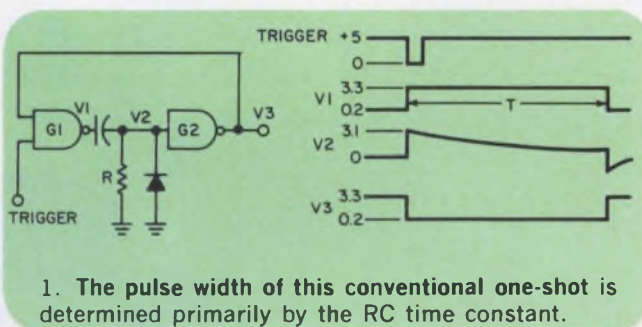 TRIGGER +5
0
V1 3.3
0.2
T
V2 3.1
0
V3 3.3
0.2
G1
V1
V2
G2
V3
R
TRIGGER
1. The pulse width of this conventional one-shot is
determined primarily by the RC time constant.